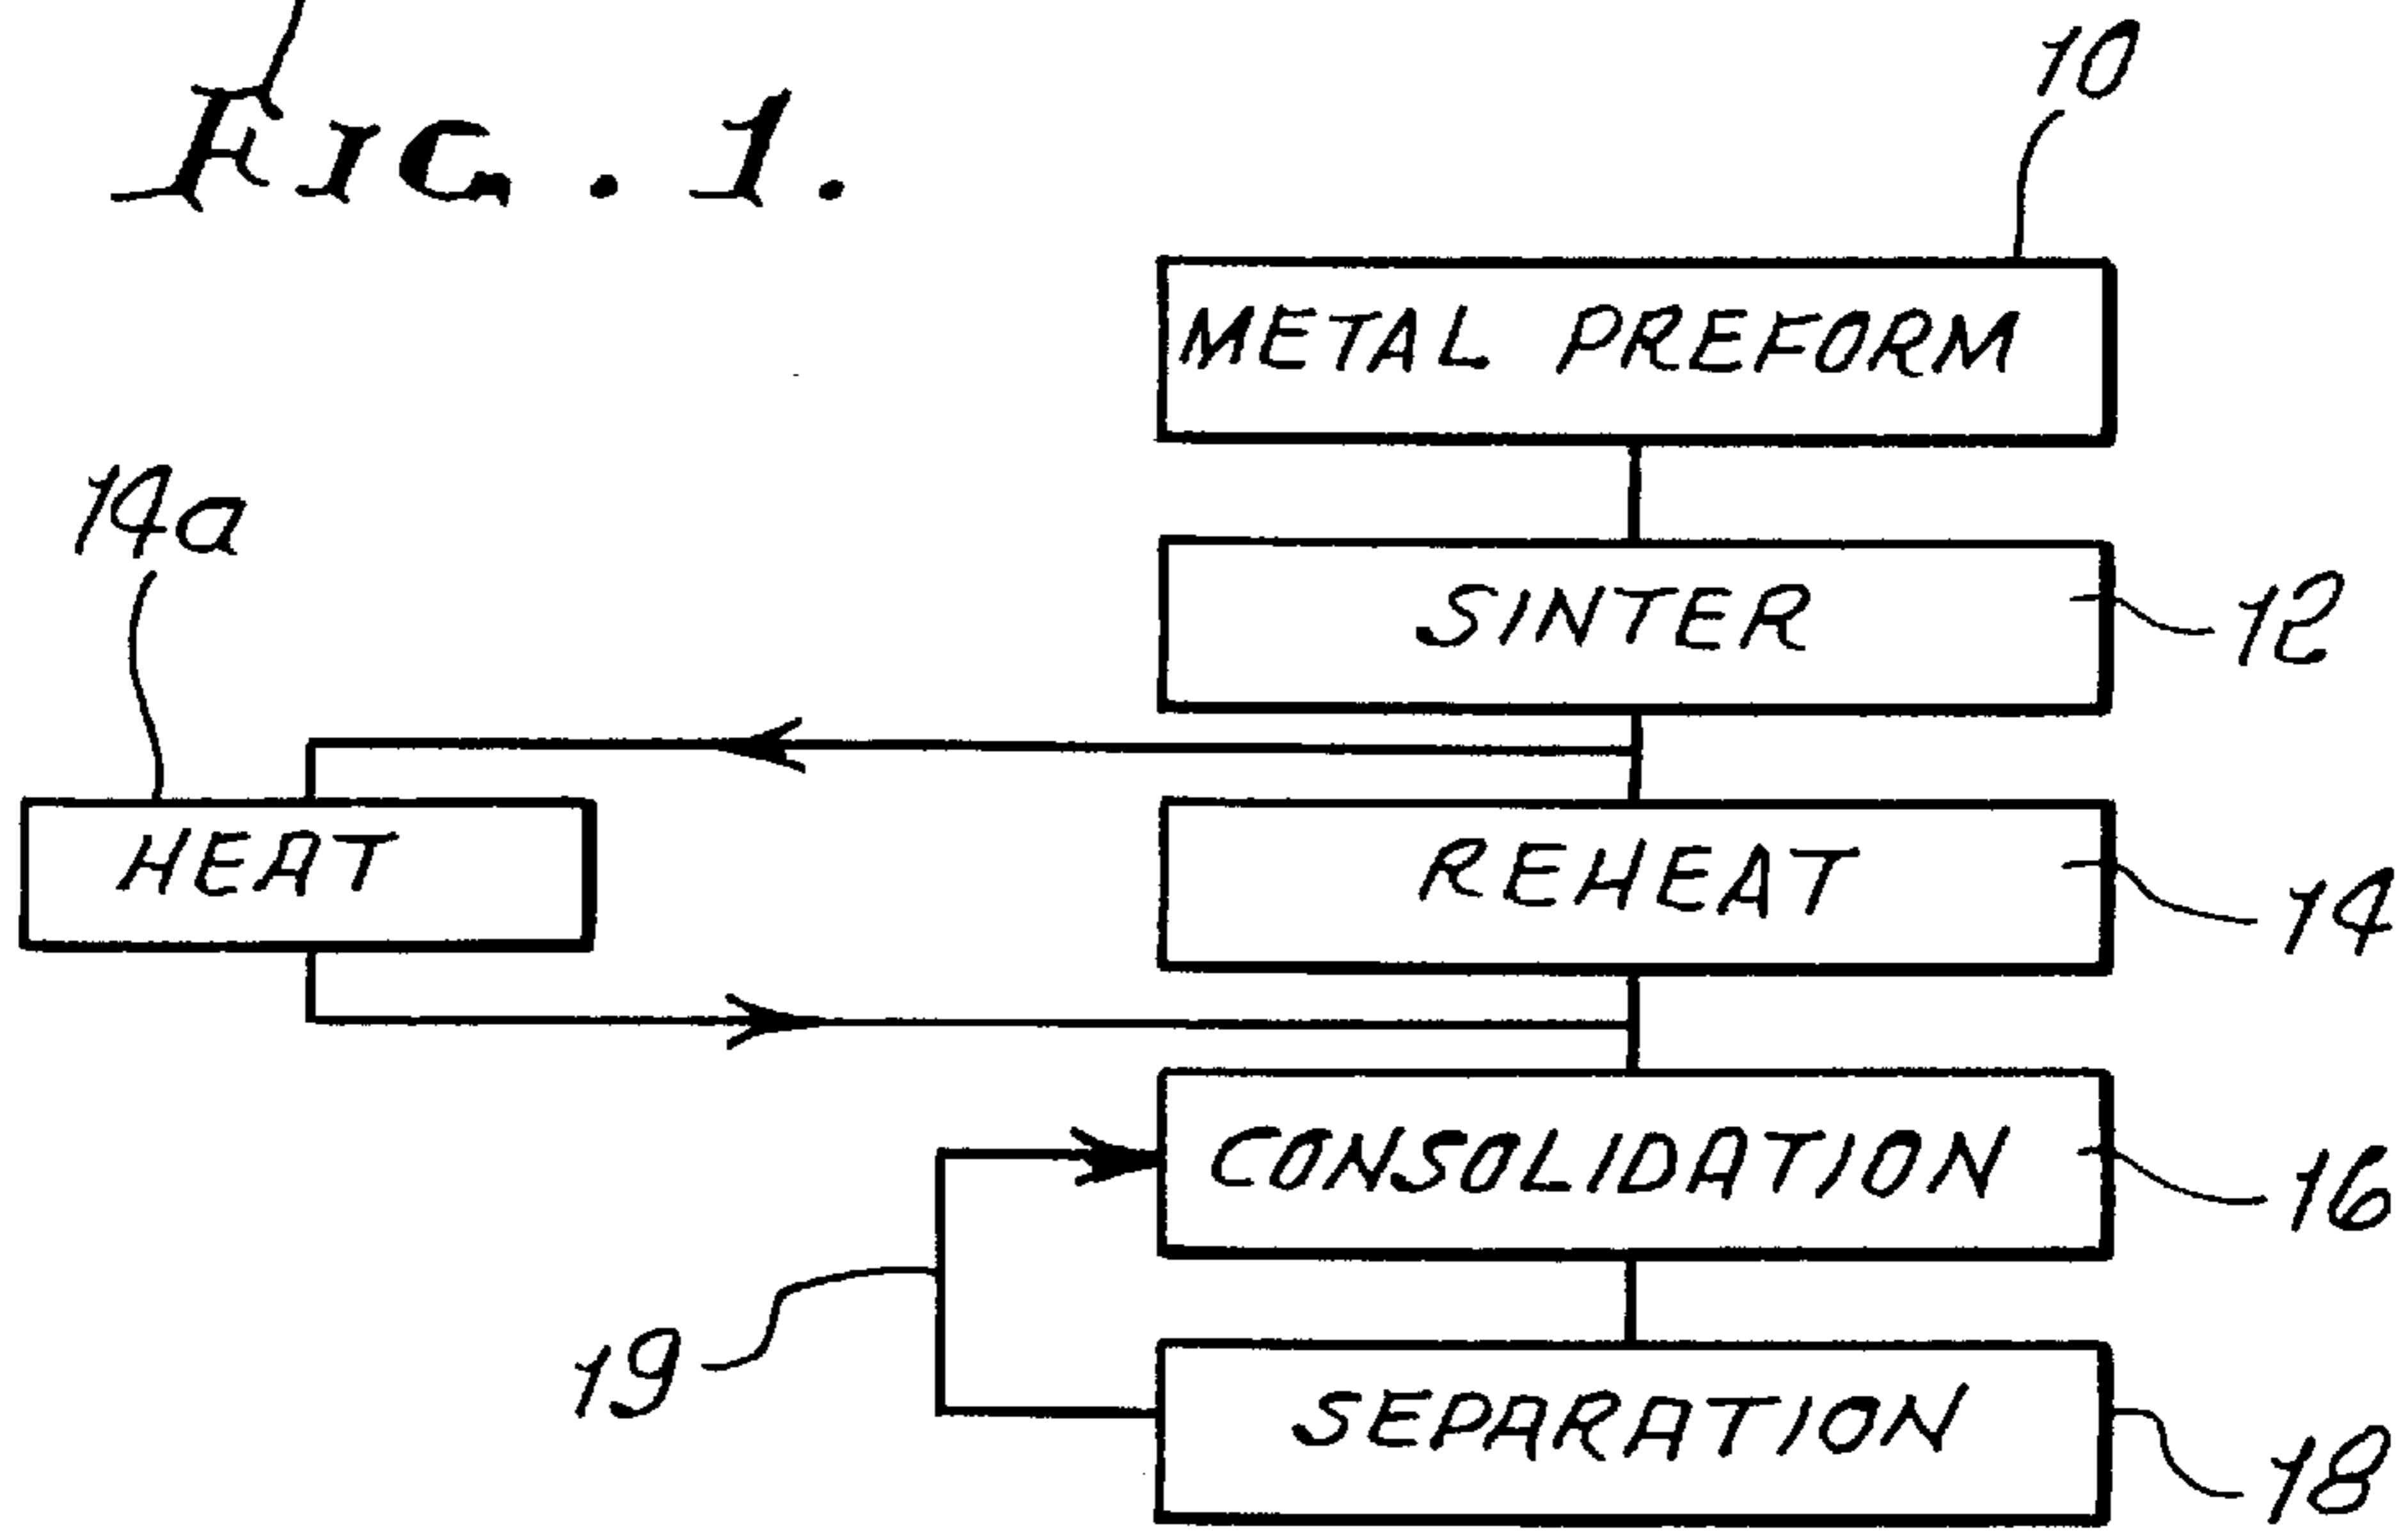 FIG. 1.
10
METAL PREFORM
14a
SINTER
12
HEAT
REHEAT
14
CONSOLIDATION
16
19
SEPARATION
18